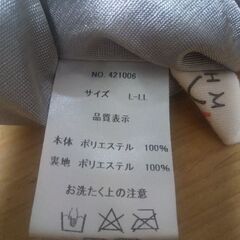 NO. 421006
サイズ L-LL
品質表示
本体 ポリエステル 100%
裏地 ポリエステル 100%
お洗たく上の注意